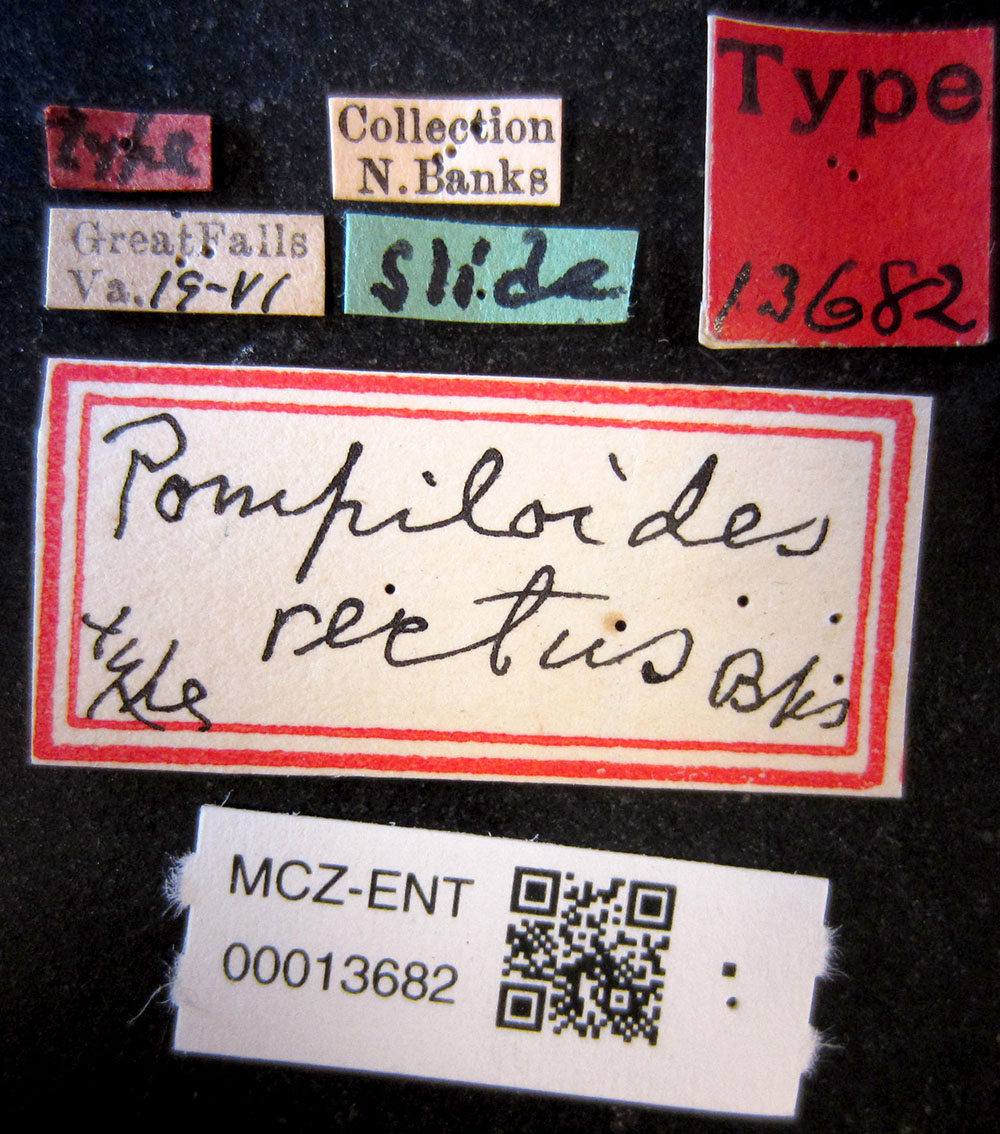 Type
Collection
N. Banks
Type
13682
Great Falls
Va. 19-VI
slide
Pompiloides
rectus
type
Bks
MCZ-ENT
00013682